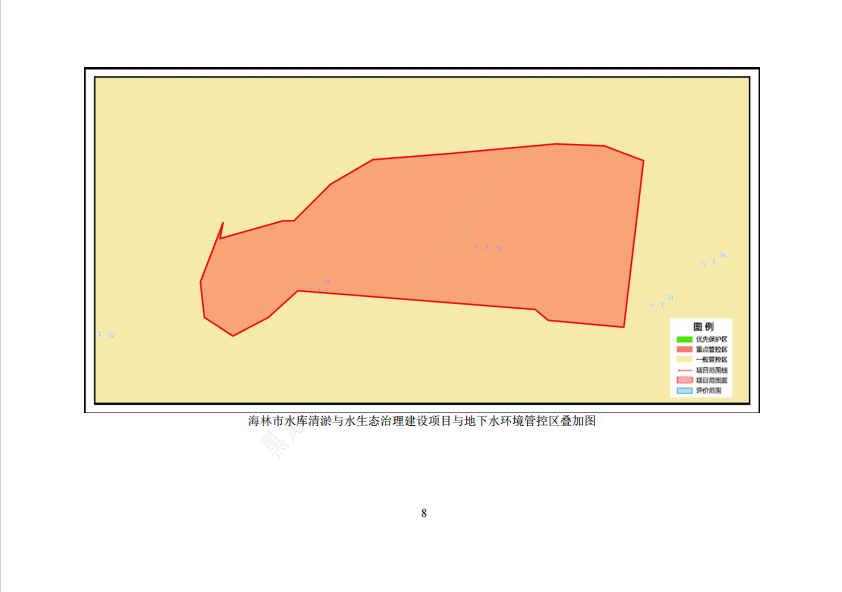 图 例
优先保护区
重点管控区
一般管控区
项目范围线
项目范围面
评价范围
海林市水库清淤与水生态治理建设项目与地下水环境管控区叠加图
8